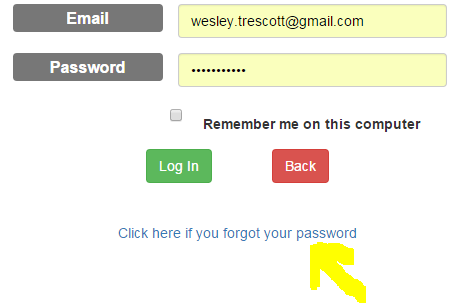 Email wesley.trescott@gmail.com
Password •••••••••••
Remember me on this computer
Log In Back
Click here if you forgot your password